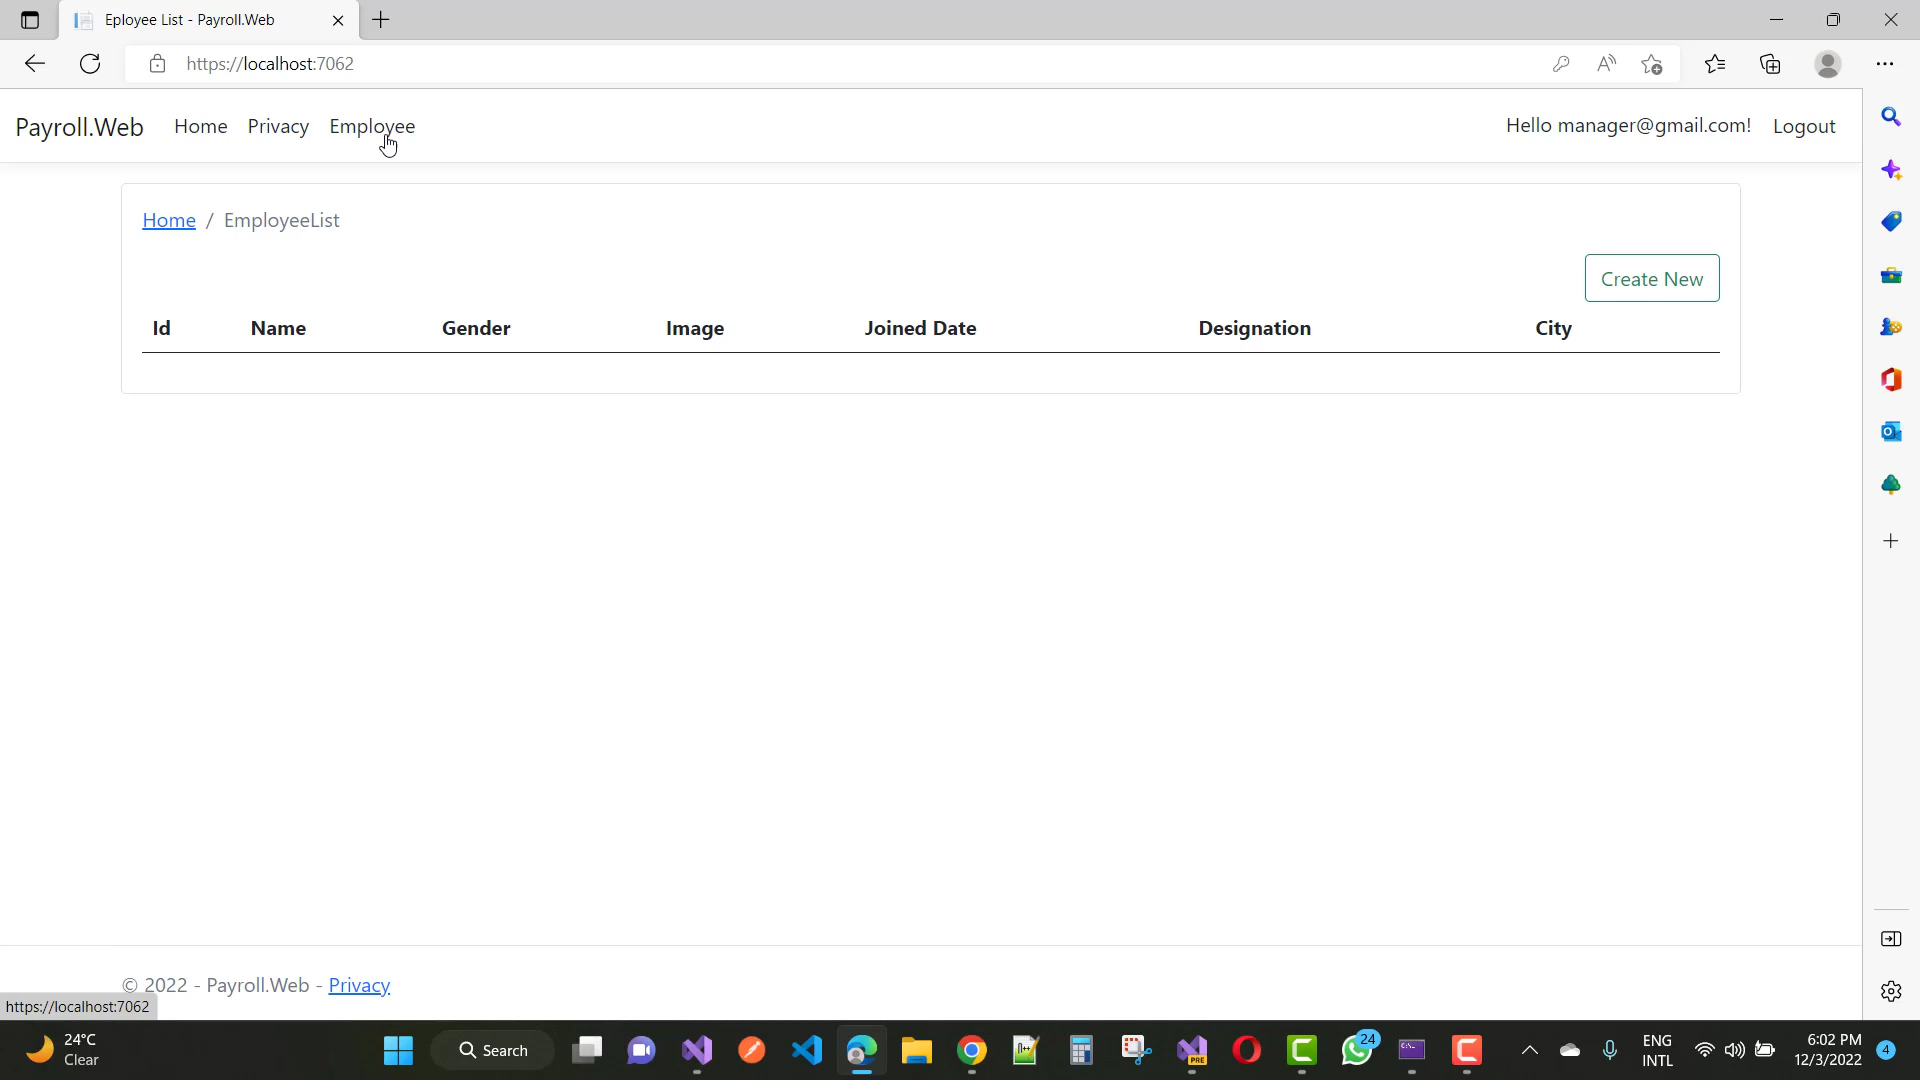 Eployee List - Payroll.Web
https://localhost:7062
Payroll.Web Home Privacy Employee Hello manager@gmail.com! Logout
Home / EmployeeList
Create New
Id Name Gender Image Joined Date Designation City
© 2022 - Payroll.Web - Privacy
https://localhost:7062
24°C
Clear
Search
PRE
24
ENG
INTL
6:02 PM
12/3/2022
4